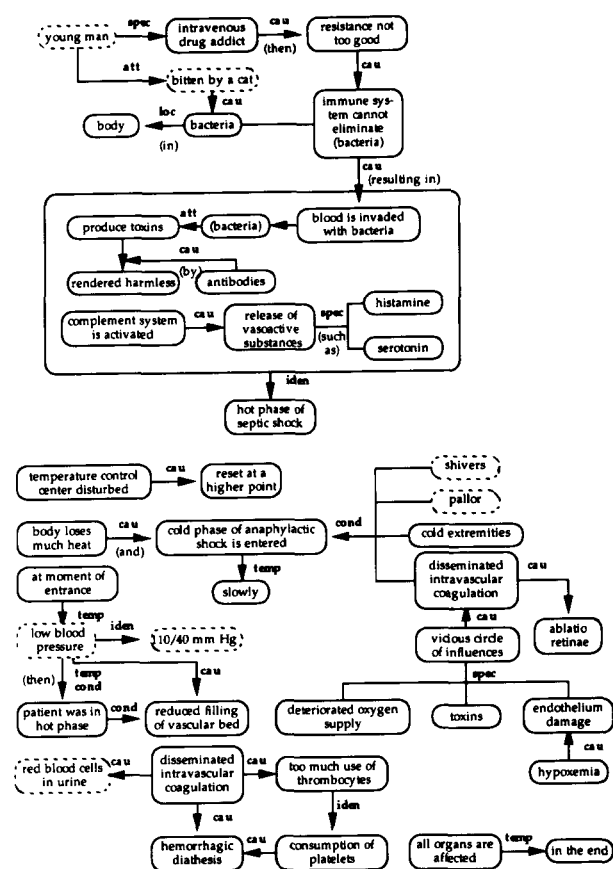 young man
spec
intravenous
drug addict
cau
(then)
resistance not
too good
att
bitten by a cat
cau
cau
body
loc
(in)
bacteria
immune sys-
tem cannot
eliminate
(bacteria)
cau
(resulting in)
produce toxins
att
(bacteria)
blood is invaded
with bacteria
cau
(by)
rendered harmless
antibodies
complement system
is activated
cau
release of
vasoactive
substances
spec
(such
as)
histamine
serotonin
iden
hot phase of
septic shock
temperature control
center disturbed
cau
reset at a
higher point
shivers
pallor
body loses
much heat
cau
(and)
cold phase of anaphylactic
shock is entered
cond
cold extremities
temp
slowly
disseminated
intravascular
coagulation
cau
ablatio
retinae
at moment of
entrance
temp
low blood
pressure
iden
10/40 mm Hg
cau
vicious circle
of influences
(then)
temp
cond
cau
spec
patient was in
hot phase
cond
reduced filling
of vascular bed
deteriorated oxygen
supply
toxins
endothelium
damage
cau
hypoxemia
red blood cells
in urine
cau
disseminated
intravascular
coagulation
cau
too much use of
thrombocytes
cau
iden
hemorrhagic
diathesis
cau
consumption of
platelets
all organs are
affected
temp
in the end